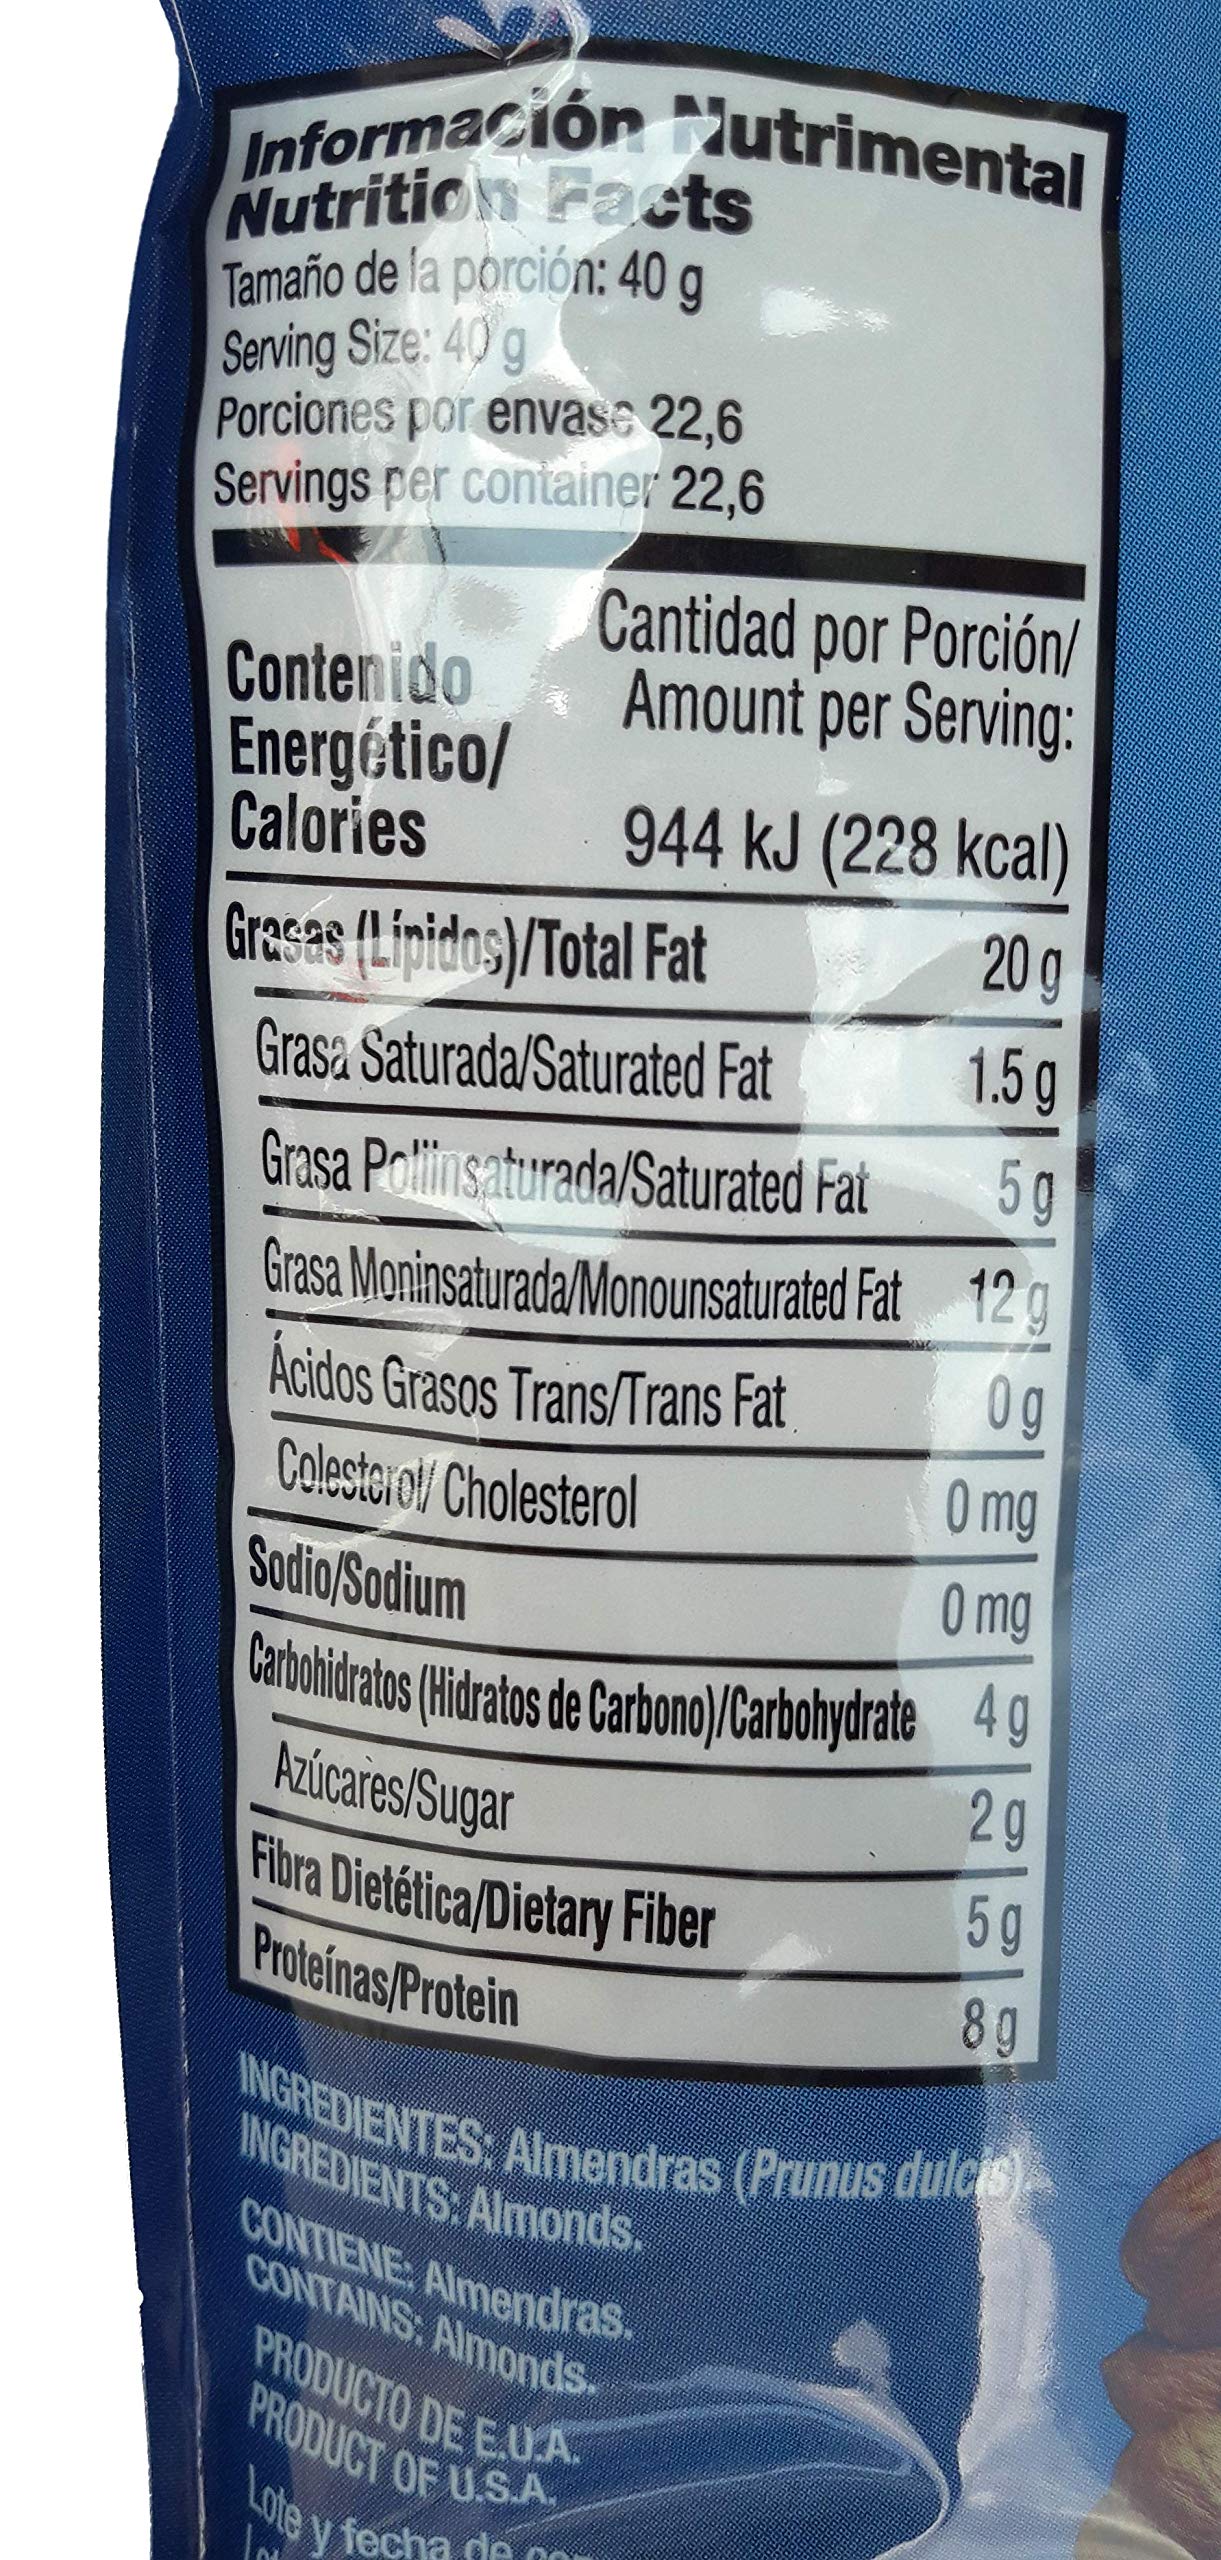 Información Nutrimental
Nutrition Facts
Tamaño de la porción: 40 g
Serving Size: 40 g
Porciones por envase 22,6
Servings per container 22,6
Cantidad por Porción/
Amount per Serving:
Contenido
Energético/
Calories 944 kJ (228 kcal)
Grasas (Lípidos)/Total Fat 20 g
Grasa Saturada/Saturated Fat 1.5 g
Grasa Poliinsaturada/Saturated Fat 5 g
Grasa Moninsaturada/Monounsaturated Fat 12 g
Ácidos Grasos Trans/Trans Fat 0 g
Colesterol/ Cholesterol 0 mg
Sodio/Sodium 0 mg
Carbohidratos (Hidratos de Carbono)/Carbohydrate 4 g
Azúcares/Sugar 2 g
Fibra Dietética/Dietary Fiber 5 g
Proteínas/Protein 8 g
INGREDIENTES: Almendras (Prunus dulcis).
INGREDIENTS: Almonds.
CONTIENE: Almendras.
CONTAINS: Almonds.
PRODUCTO DE E.U.A.
PRODUCT OF U.S.A.
Lote y fecha de